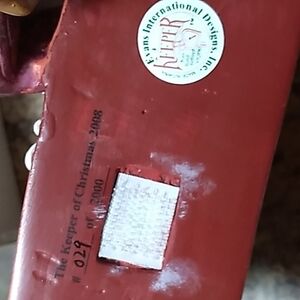 Evans International Designs, Inc.
KEEPER
The Keeper of Christmas 2008
# 029 of 2000